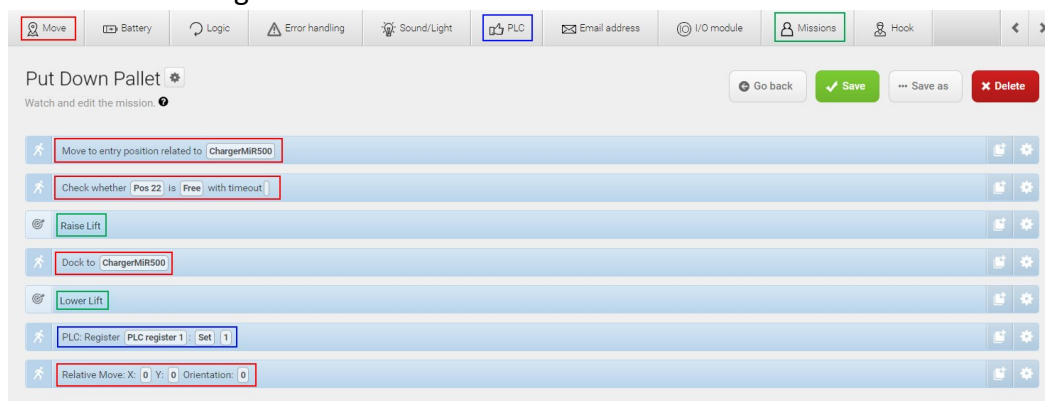 Move Battery Logic Error handling Sound/Light PLC Email address I/O module Missions Hook
Put Down Pallet
Go back Save ••• Save as Delete
Watch and edit the mission.
Move to entry position related to ChargerMiR500
Check whether Pos 22 is Free with timeout
Raise Lift
Dock to ChargerMiR500
Lower Lift
PLC: Register PLC register 1 : Set 1
Relative Move: X: 0 Y: 0 Orientation: 0